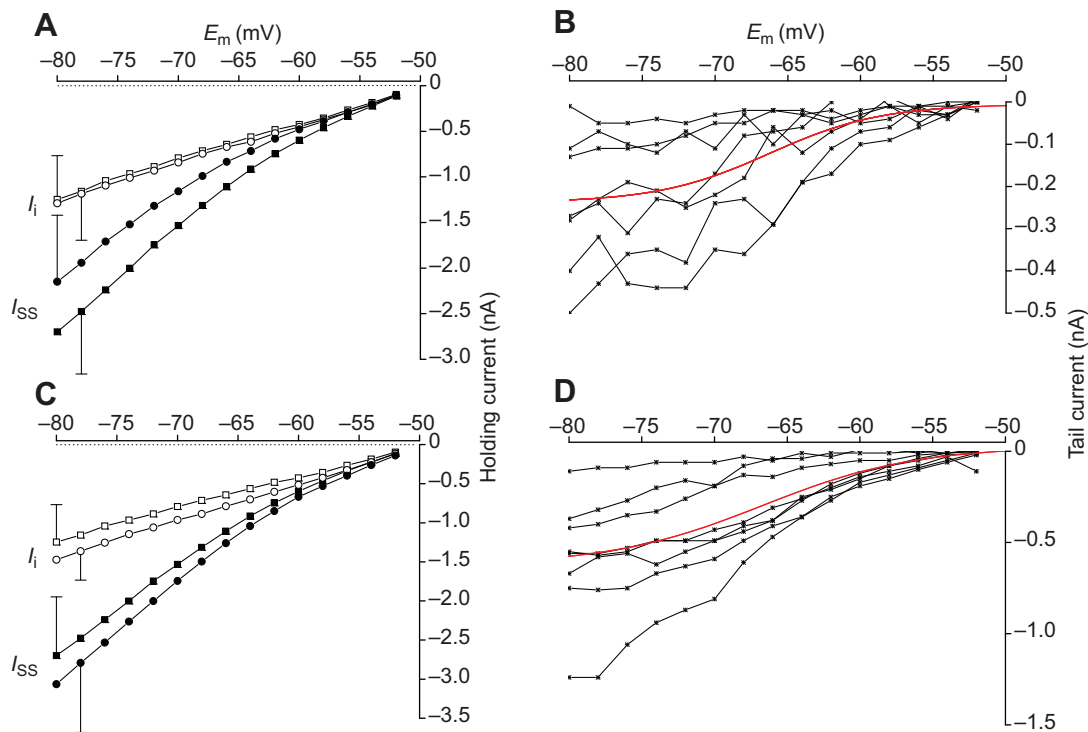 A
E_m (mV)
–80 –75 –70 –65 –60 –55 –50
0
–0.5
–1.0
–1.5
–2.0
–2.5
–3.0
I_i
I_SS
Holding current (nA)
B
E_m (mV)
–80 –75 –70 –65 –60 –55 –50
0
–0.1
–0.2
–0.3
–0.4
–0.5
Tail current (nA)
C
–80 –75 –70 –65 –60 –55 –50
0
–0.5
–1.0
–1.5
–2.0
–2.5
–3.0
–3.5
I_i
I_SS
D
–80 –75 –70 –65 –60 –55 –50
0
–0.5
–1.0
–1.5